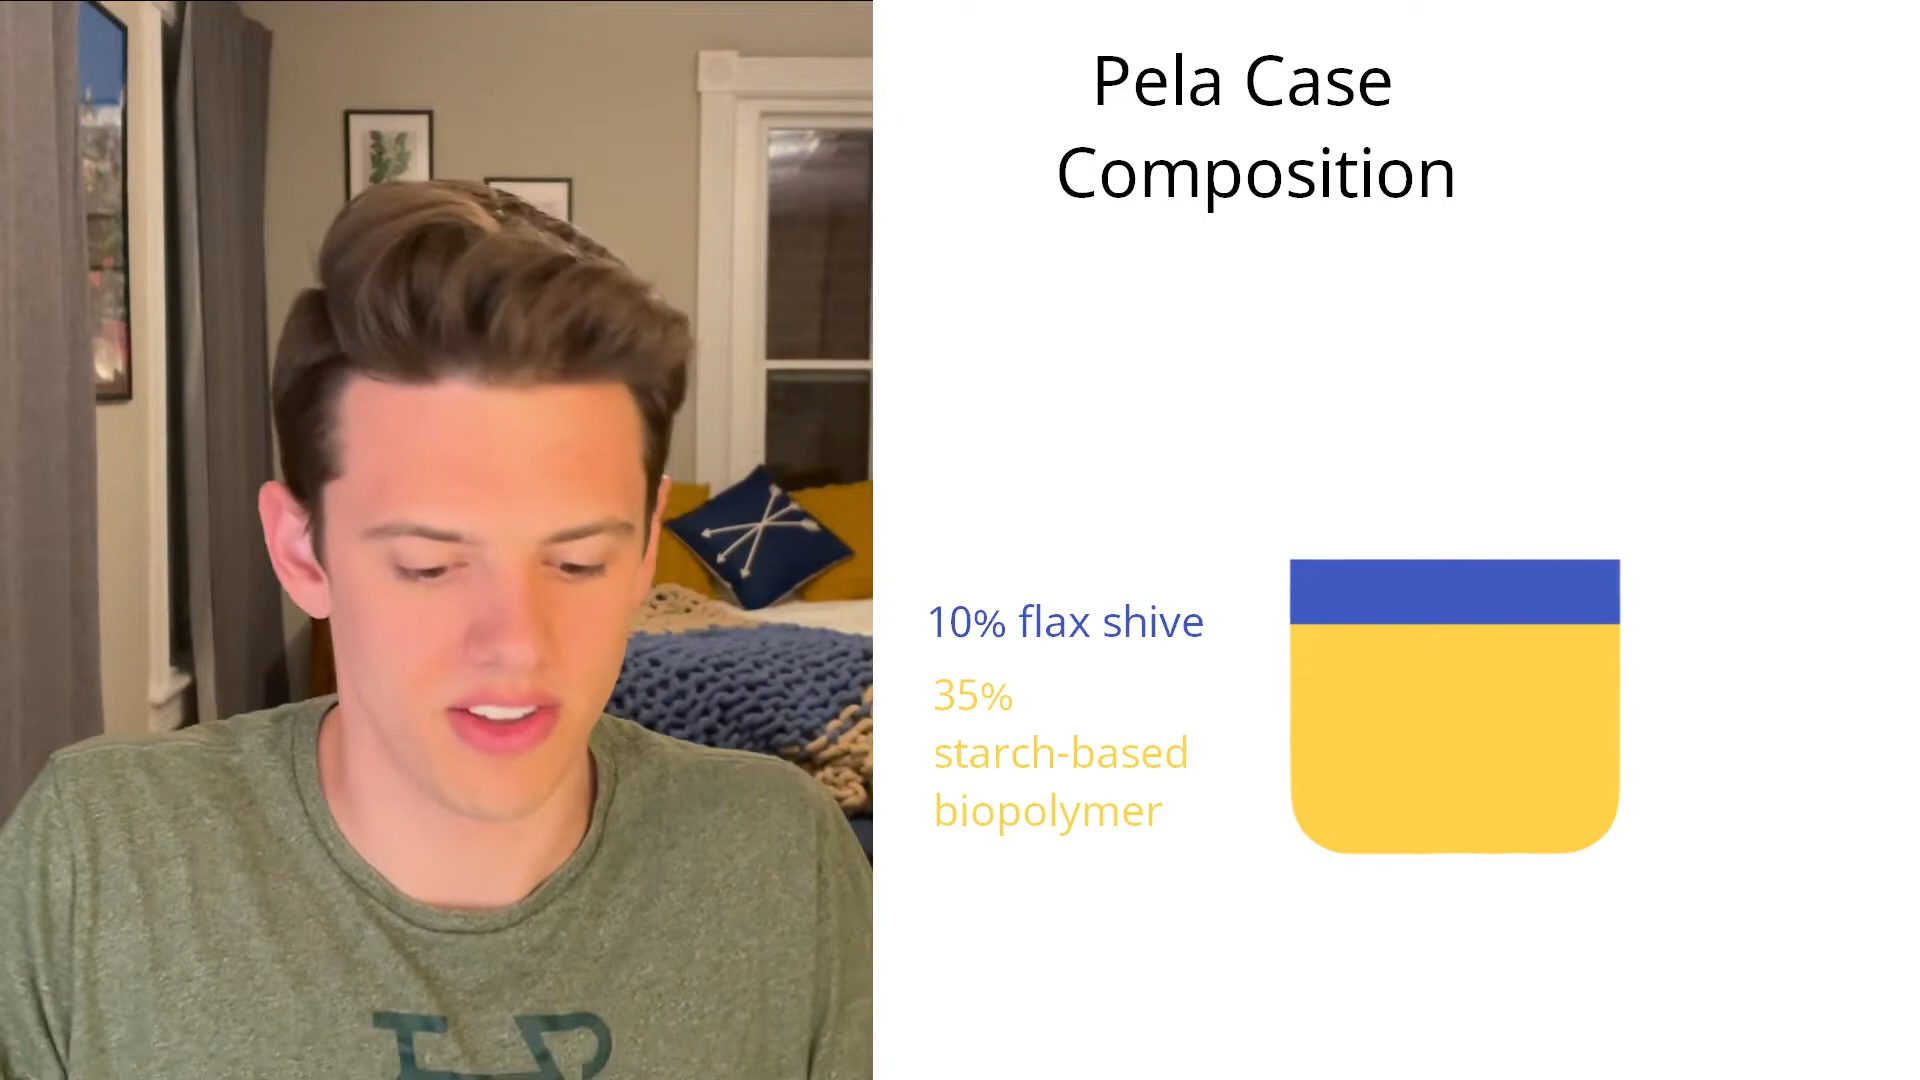 Pela Case
Composition
10% flax shive
35%
starch-based
biopolymer